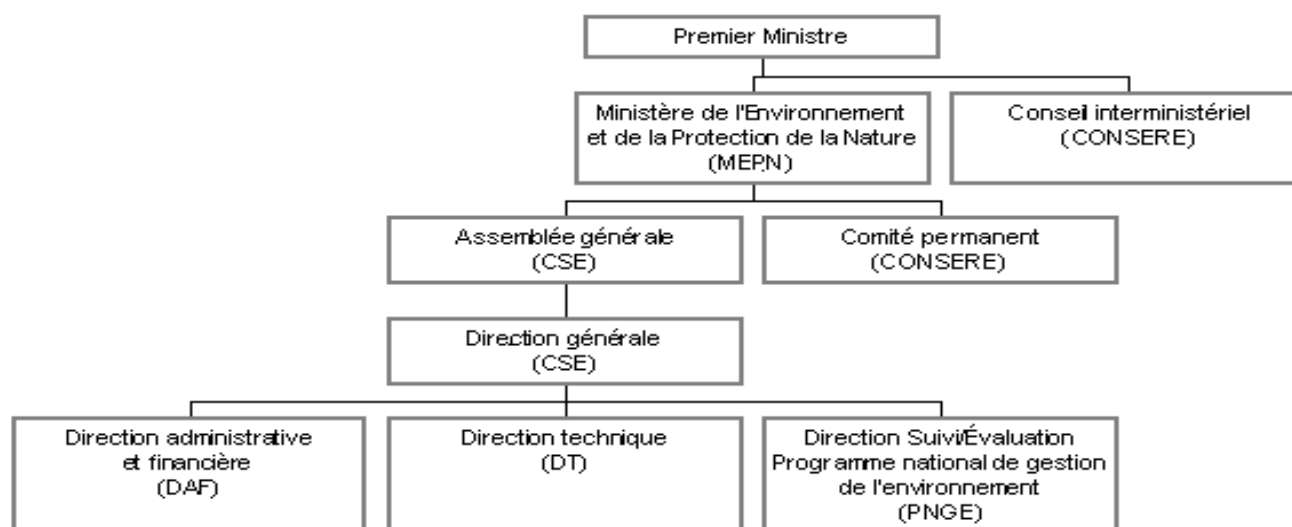 Premier Ministre
Ministère de l'Environnement
et de la Protection de la Nature
(MEPN)
Conseil interministériel
(CONSERE)
Assemblée générale
(CSE)
Comité permanent
(CONSERE)
Direction générale
(CSE)
Direction administrative
et financière
(DAF)
Direction technique
(DT)
Direction Suivi/Évaluation
Programme national de gestion
de l'environnement
(PNGE)